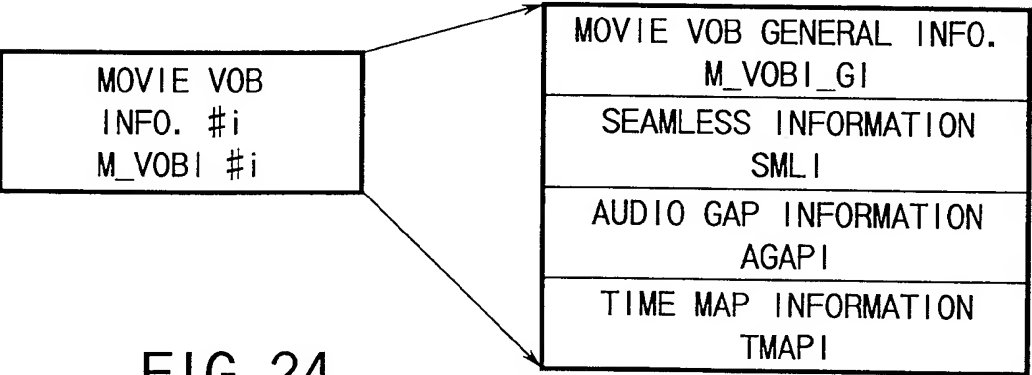 MOVIE VOB
INFO. #i
M_VOBI #i
MOVIE VOB GENERAL INFO.
M_VOBI_GI
SEAMLESS INFORMATION
SMLI
AUDIO GAP INFORMATION
AGAPI
TIME MAP INFORMATION
TMAPI
FIG. 24